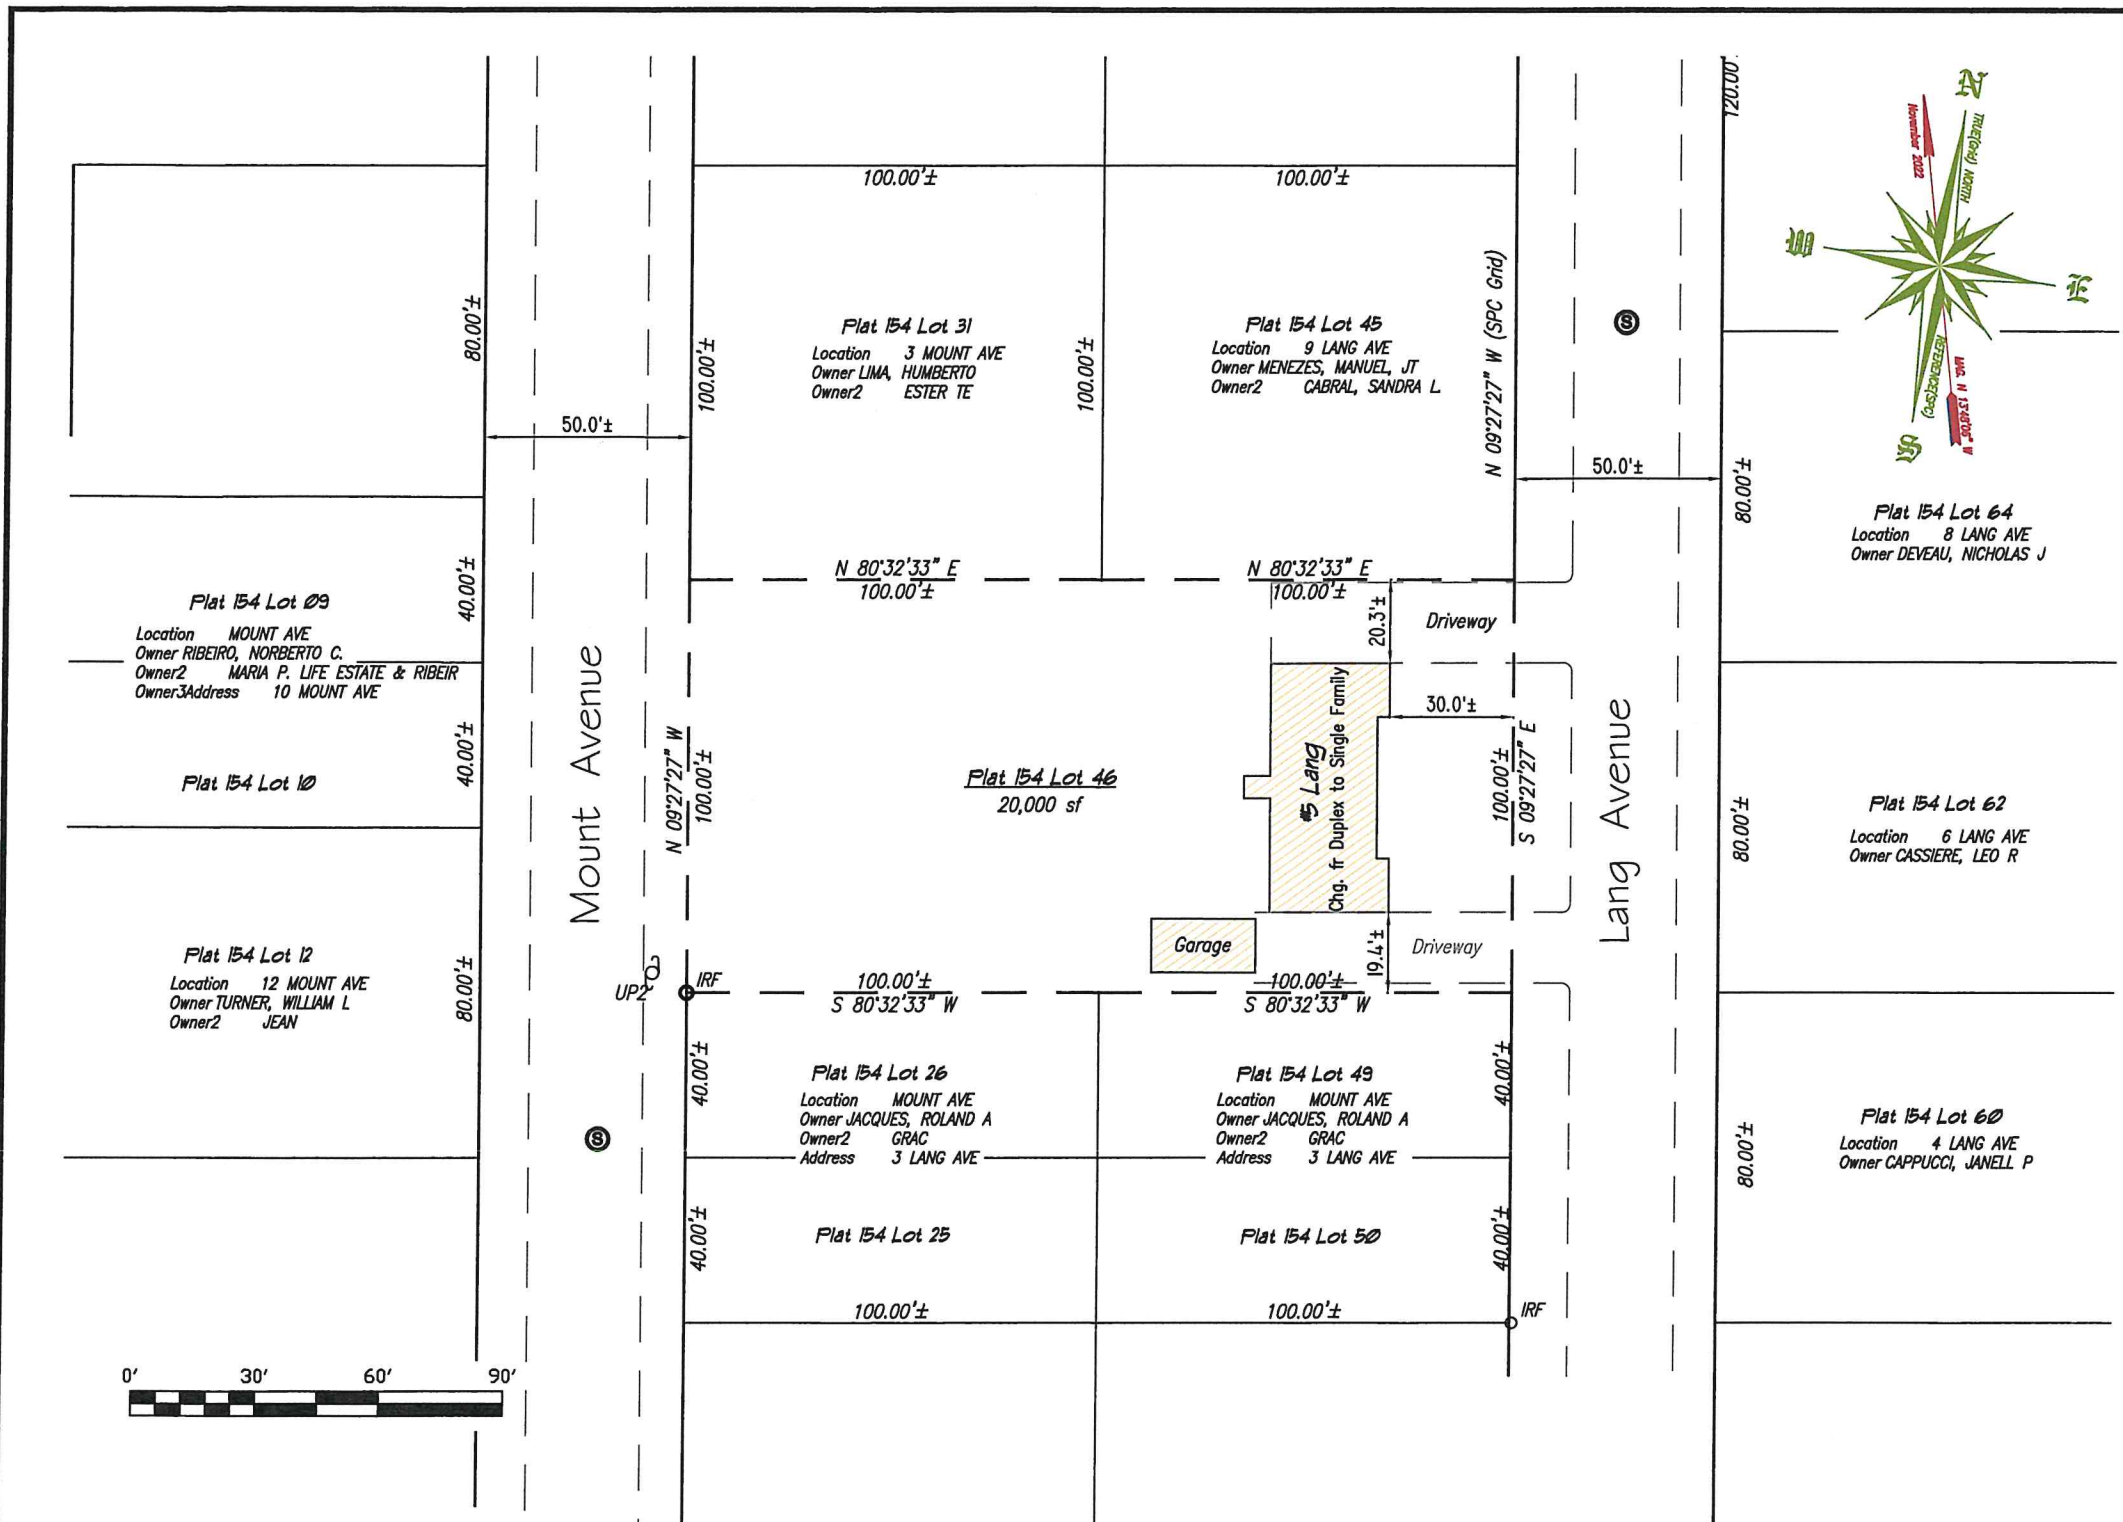 120.00'
N
TRUE(Grid) NORTH
November 2022
W
E
REFERENCE(SPC)
MAG. N 13°48'05" W
S
100.00'±
100.00'±
80.00'±
100.00'±
100.00'±
N 09°27'27" W (SPC Grid)
Plat 154 Lot 31
Location 3 MOUNT AVE
Owner LIMA, HUMBERTO
Owner2 ESTER TE
Plat 154 Lot 45
Location 9 LANG AVE
Owner MENEZES, MANUEL, JT
Owner2 CABRAL, SANDRA L
S
50.0'±
50.0'±
80.00'±
Plat 154 Lot 64
Location 8 LANG AVE
Owner DEVEAU, NICHOLAS J
40.00'±
N 80°32'33" E
100.00'±
N 80°32'33" E
100.00'±
20.3'±
Driveway
Plat 154 Lot 09
Location MOUNT AVE
Owner RIBEIRO, NORBERTO C.
Owner2 MARIA P. LIFE ESTATE & RIBEIR
Owner3Address 10 MOUNT AVE
40.00'±
Plat 154 Lot 10
Mount Avenue
N 09°27'27" W
100.00'±
Plat 154 Lot 46
20,000 sf
#5 Lang
Chg. fr Duplex to Single Family
30.0'±
100.00'±
S 09°27'27" E
Lang Avenue
80.00'±
Plat 154 Lot 62
Location 6 LANG AVE
Owner CASSIERE, LEO R
Plat 154 Lot 12
Location 12 MOUNT AVE
Owner TURNER, WILLIAM L
Owner2 JEAN
80.00'±
UP2
IRF
Garage
19.4'±
Driveway
100.00'±
S 80°32'33" W
100.00'±
S 80°32'33" W
40.00'±
Plat 154 Lot 26
Location MOUNT AVE
Owner JACQUES, ROLAND A
Owner2 GRAC
Address 3 LANG AVE
Plat 154 Lot 49
Location MOUNT AVE
Owner JACQUES, ROLAND A
Owner2 GRAC
Address 3 LANG AVE
40.00'±
80.00'±
Plat 154 Lot 60
Location 4 LANG AVE
Owner CAPPUCCI, JANELL P
S
40.00'±
Plat 154 Lot 25
Plat 154 Lot 50
40.00'±
100.00'±
100.00'±
IRF
0' 30' 60' 90'